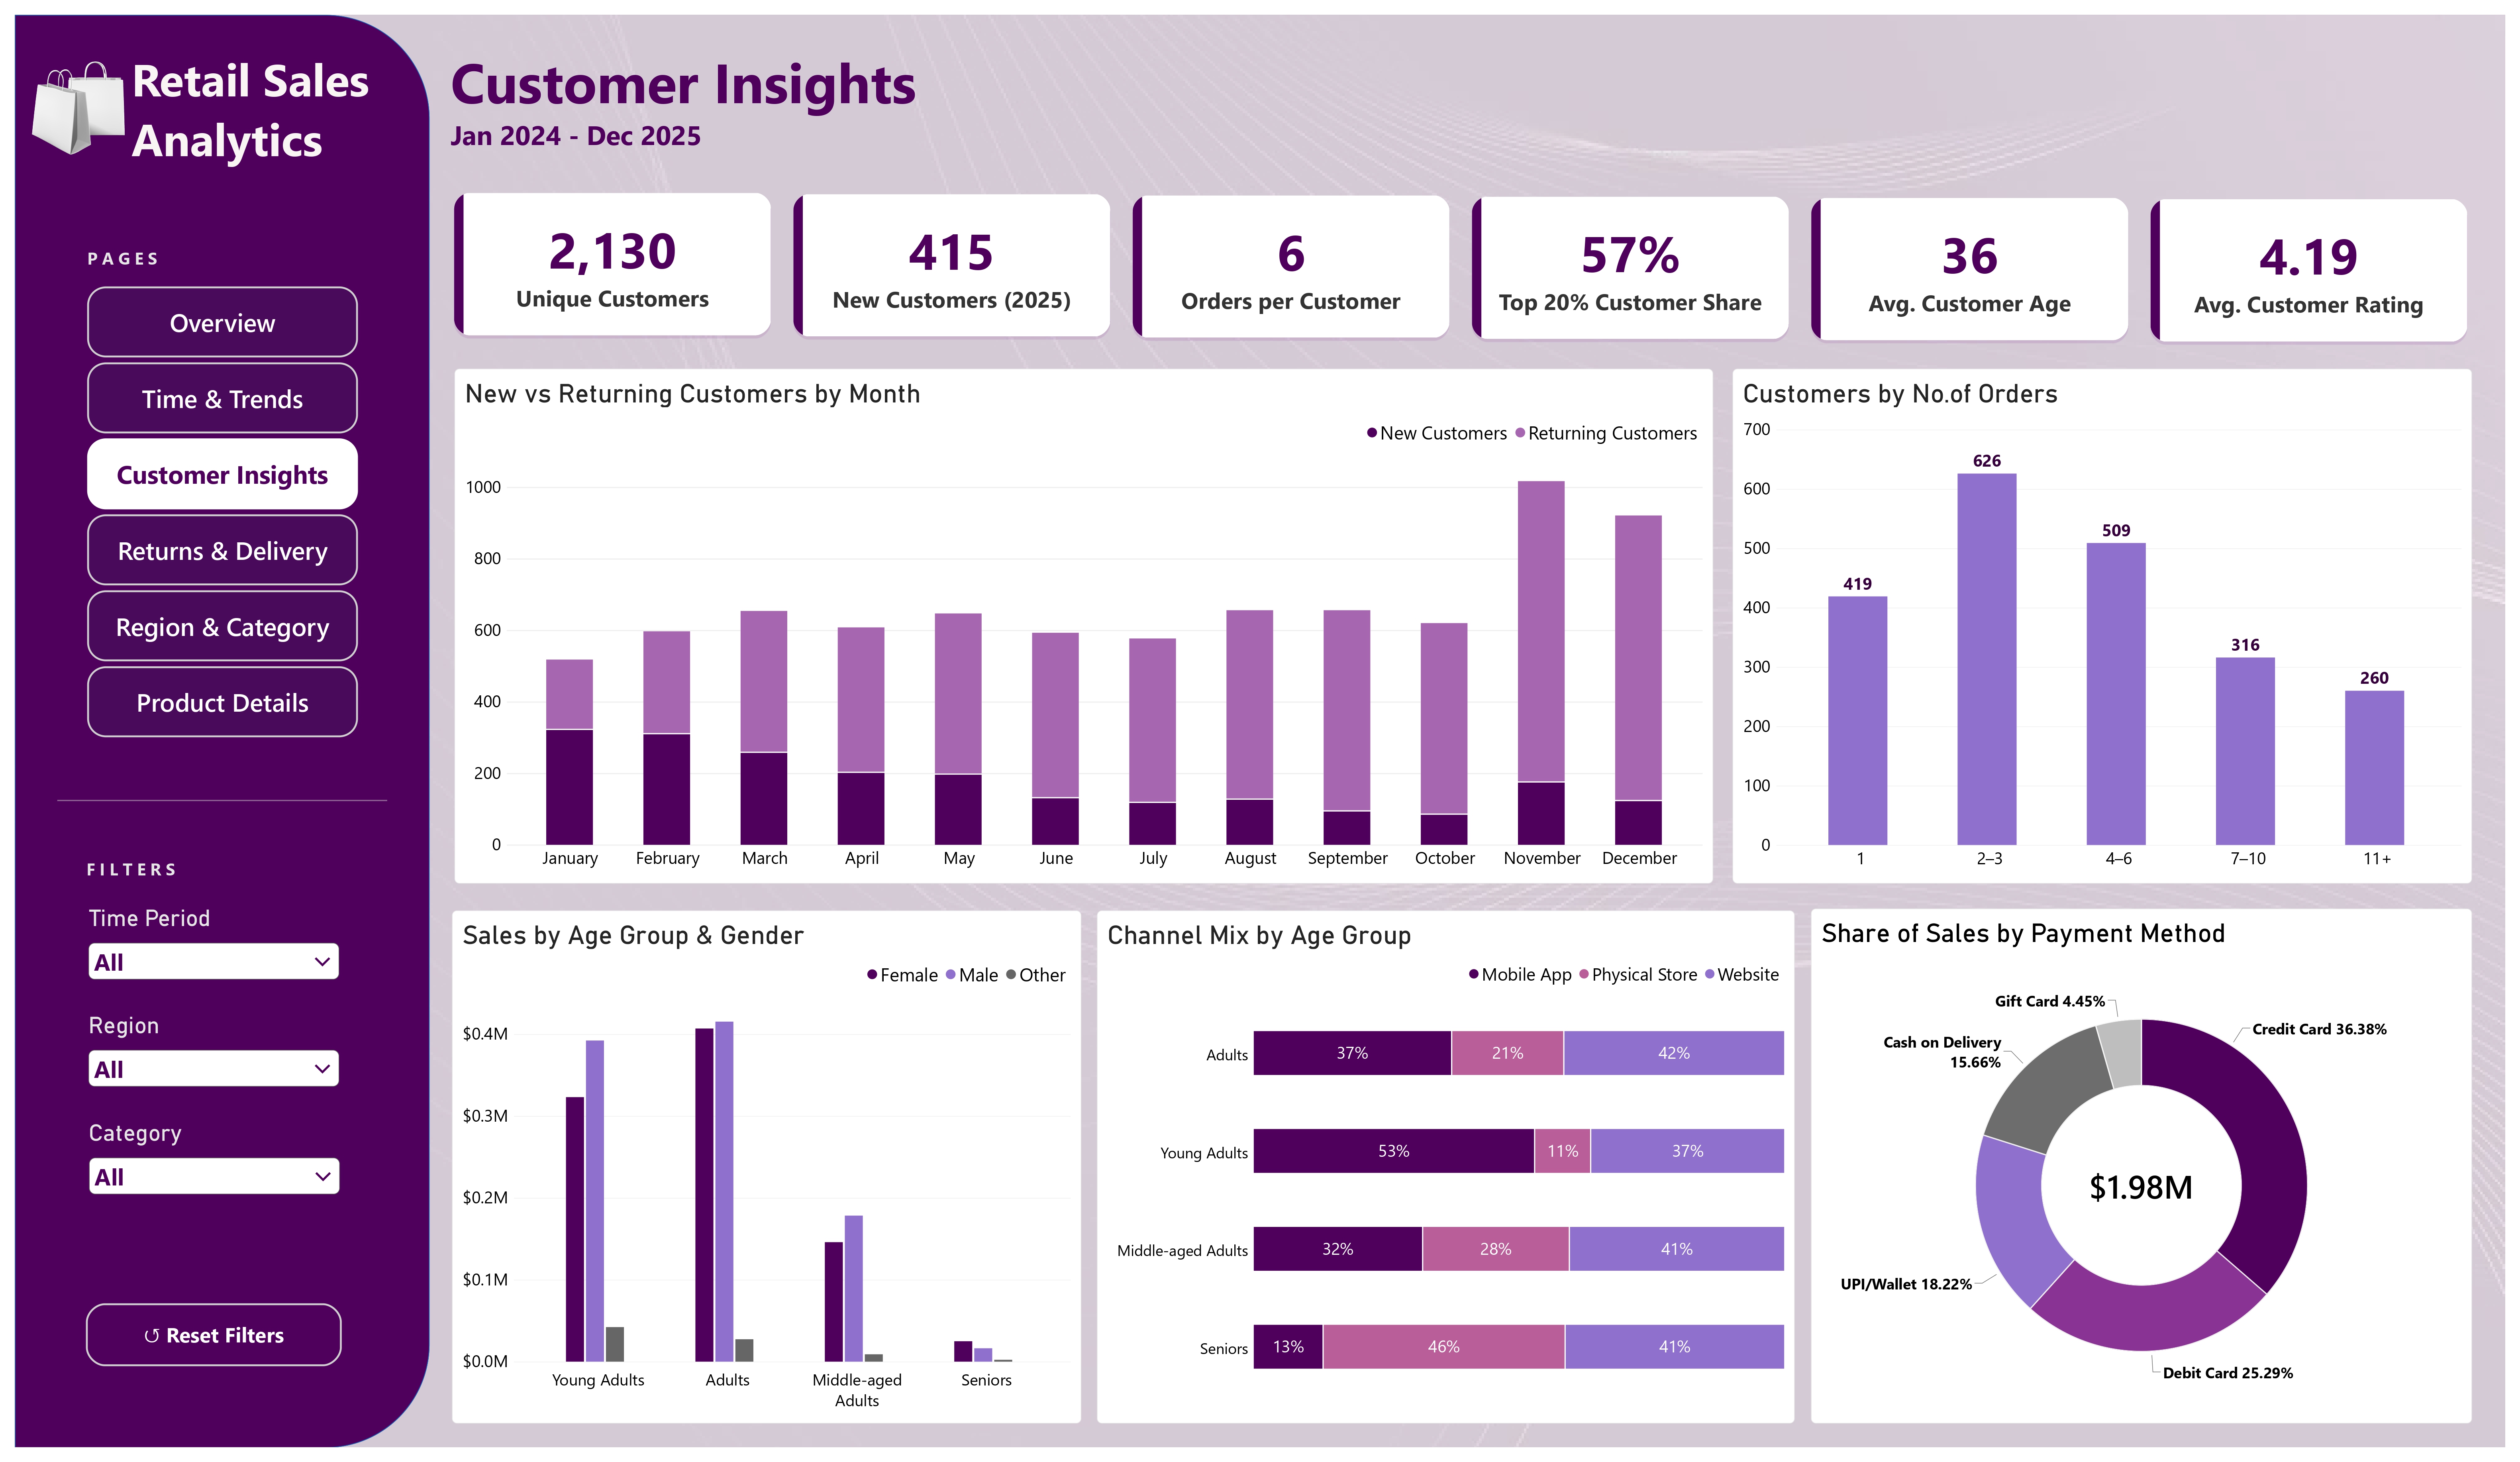 Retail Sales
Analytics
PAGES
Overview
Time & Trends
Customer Insights
Returns & Delivery
Region & Category
Product Details
FILTERS
Time Period
All
Region
All
Category
All
↺ Reset Filters
Customer Insights
Jan 2024 - Dec 2025
2,130
Unique Customers
415
New Customers (2025)
6
Orders per Customer
57%
Top 20% Customer Share
36
Avg. Customer Age
4.19
Avg. Customer Rating
New vs Returning Customers by Month
New Customers Returning Customers
1000
800
600
400
200
0
January February March April May June July August September October November December
Customers by No.of Orders
700
600
500
400
300
200
100
0
419
626
509
316
260
1 2–3 4–6 7–10 11+
Sales by Age Group & Gender
Female Male Other
$0.4M
$0.3M
$0.2M
$0.1M
$0.0M
Young Adults Adults Middle-aged Seniors
Adults
Channel Mix by Age Group
Mobile App Physical Store Website
Adults 37% 21% 42%
Young Adults 53% 11% 37%
Middle-aged Adults 32% 28% 41%
Seniors 13% 46% 41%
Share of Sales by Payment Method
Gift Card 4.45%
Credit Card 36.38%
Cash on Delivery
15.66%
$1.98M
UPI/Wallet 18.22%
Debit Card 25.29%